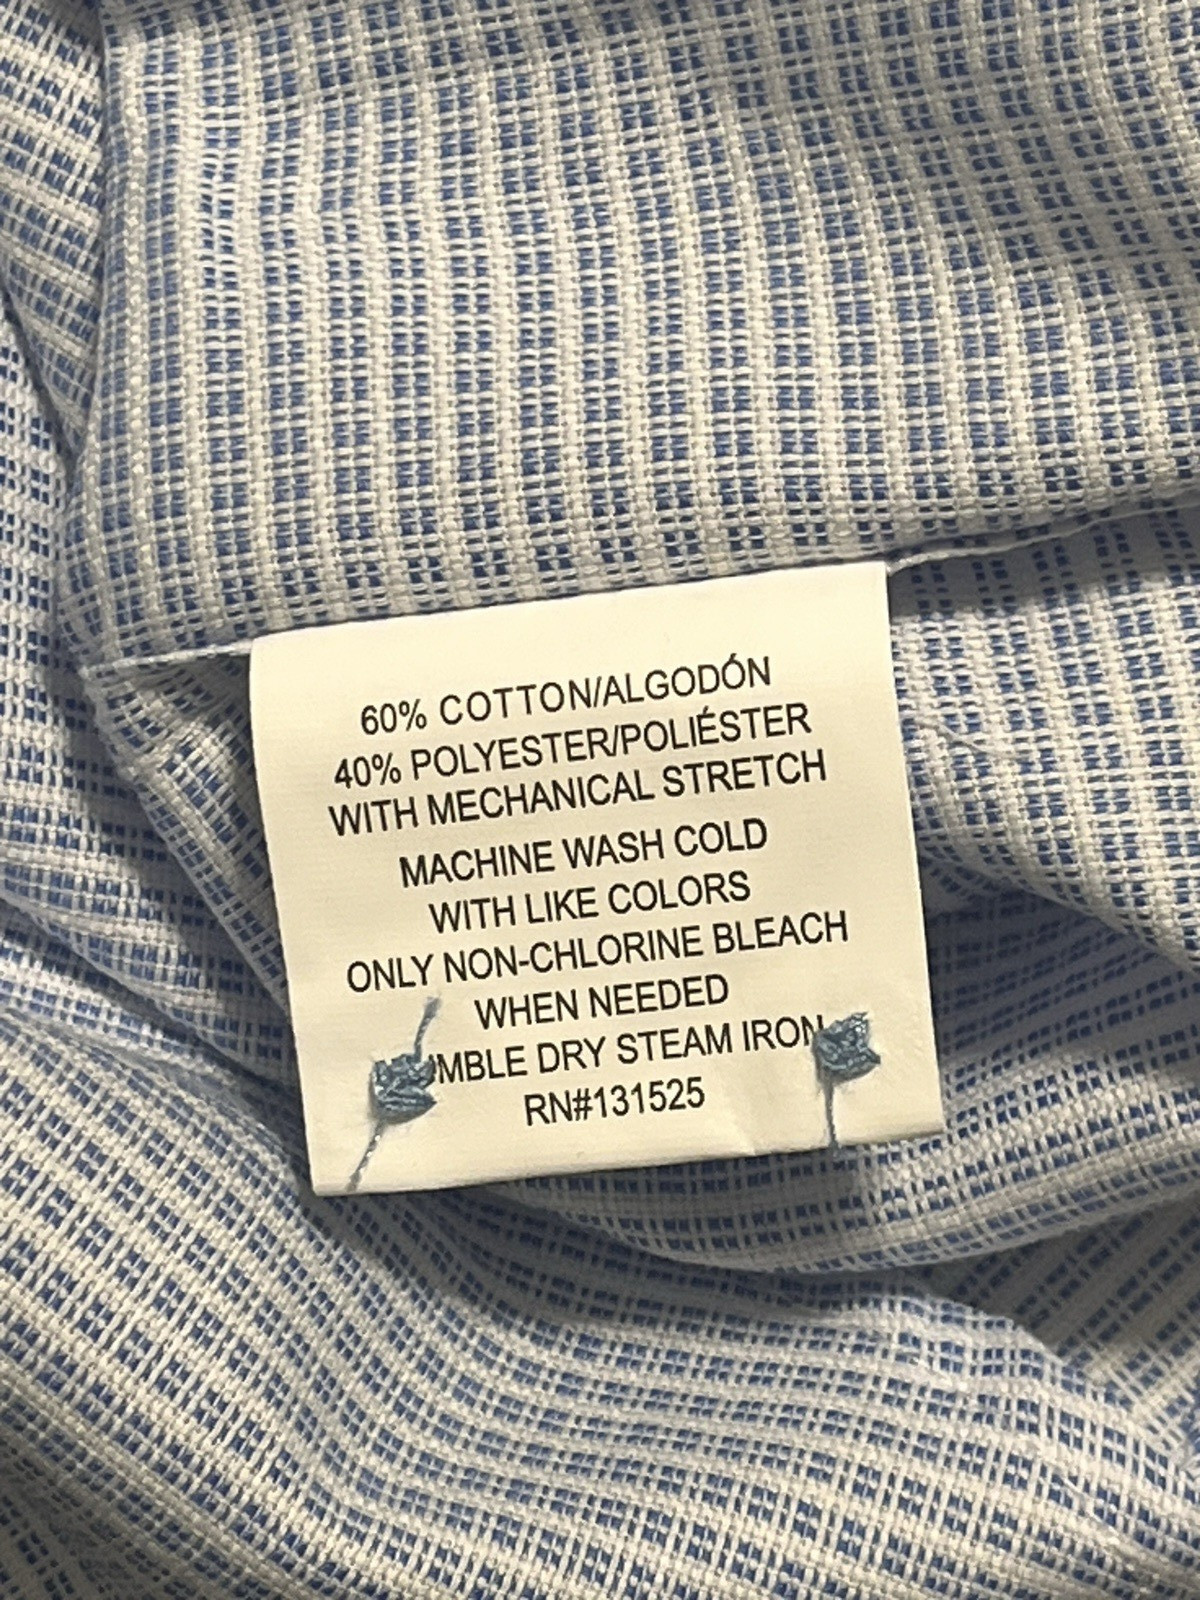 60% COTTON/ALGODÓN
40% POLYESTER/POLIÉSTER
WITH MECHANICAL STRETCH
MACHINE WASH COLD
WITH LIKE COLORS
ONLY NON-CHLORINE BLEACH
WHEN NEEDED
UMBLE DRY STEAM IRON
RN#131525